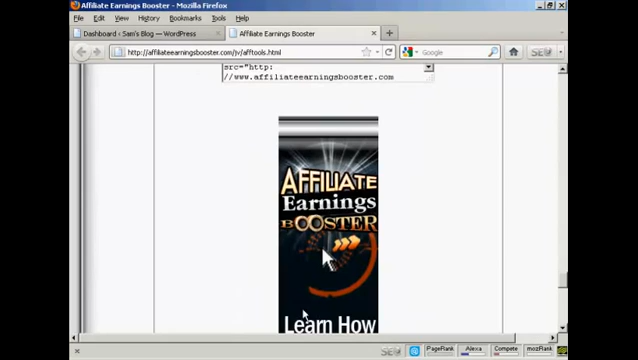 Affiliate Earnings Booster - Mozilla Firefox
File Edit View History Bookmarks Tools Help
Dashboard ‹ Sam's Blog — WordPress
Affiliate Earnings Booster
http://affiliateearningsbooster.com/jv/afftools.html
Google
src="http:
//www.affiliateearningsbooster.com
AFFILIATE
Earnings
BOOSTER
Learn How
PageRank
Alexa
Compete
mozRank